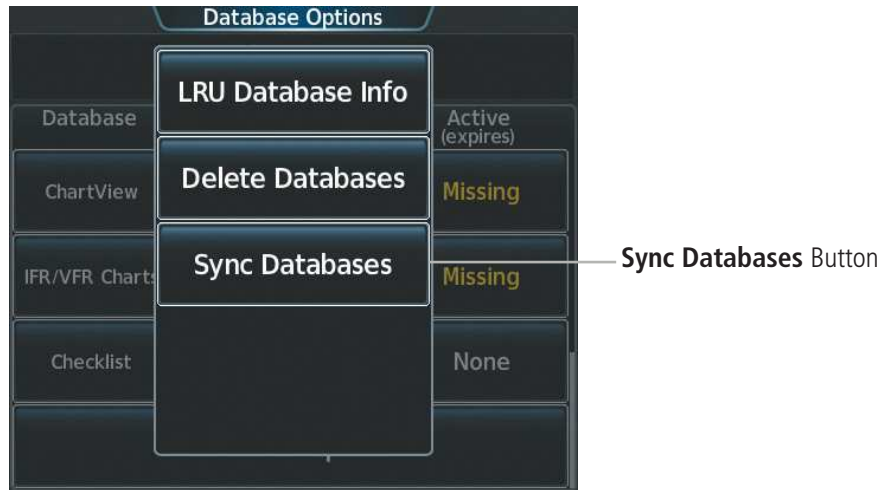 Database Options
LRU Database Info
Database
Active
(expires)
Delete Databases
ChartView
Missing
Sync Databases
Sync Databases Button
IFR/VFR Charts
Missing
Checklist
None